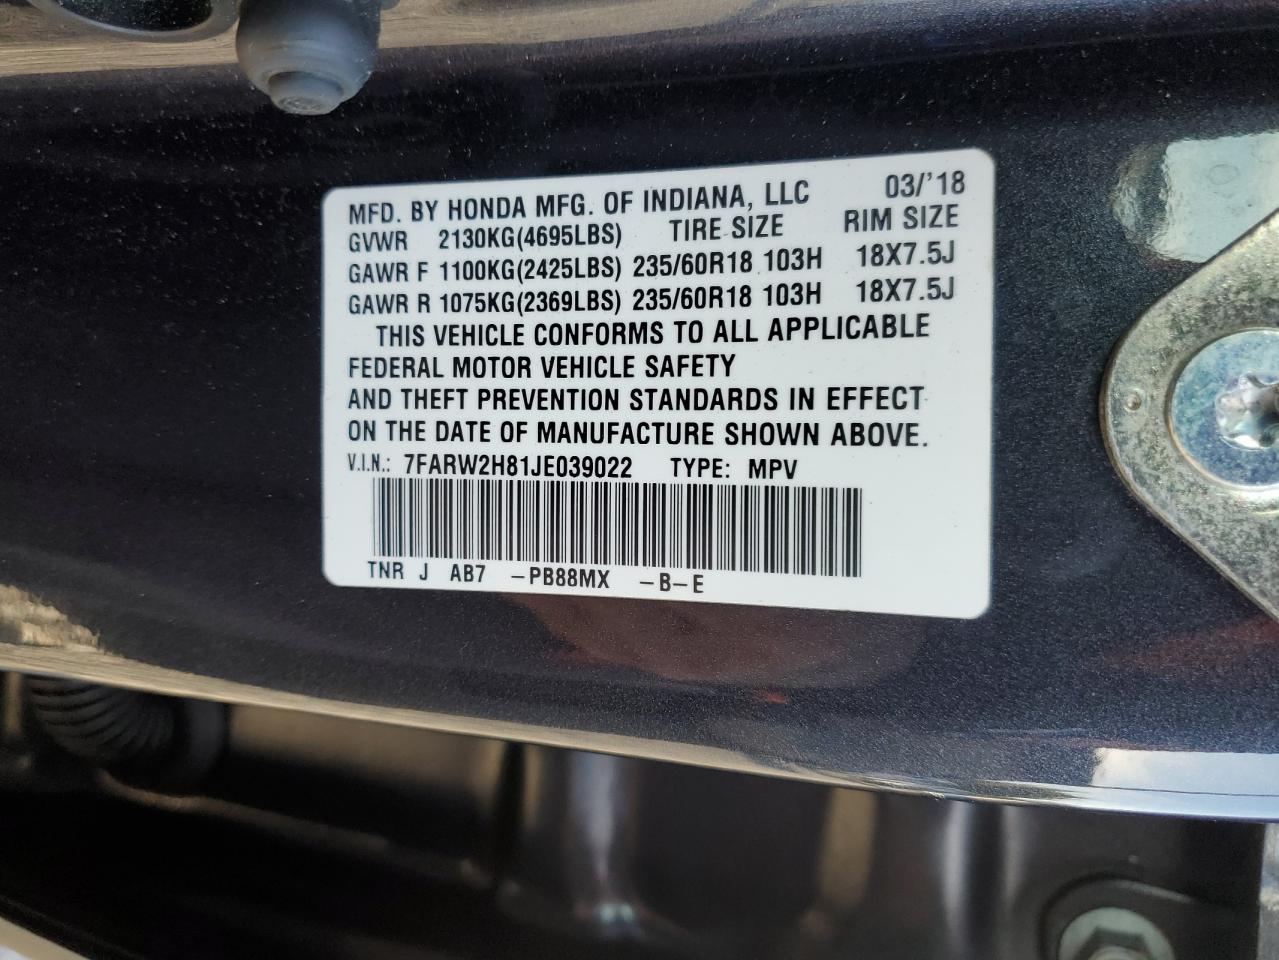 MFD. BY HONDA MFG. OF INDIANA, LLC 03/'18
GVWR 2130KG(4695LBS) TIRE SIZE RIM SIZE
GAWR F 1100KG(2425LBS) 235/60R18 103H 18X7.5J
GAWR R 1075KG(2369LBS) 235/60R18 103H 18X7.5J
THIS VEHICLE CONFORMS TO ALL APPLICABLE
FEDERAL MOTOR VEHICLE SAFETY
AND THEFT PREVENTION STANDARDS IN EFFECT
ON THE DATE OF MANUFACTURE SHOWN ABOVE.
V.I.N.: 7FARW2H81JE039022 TYPE: MPV
TNR J AB7 -PB88MX -B-E